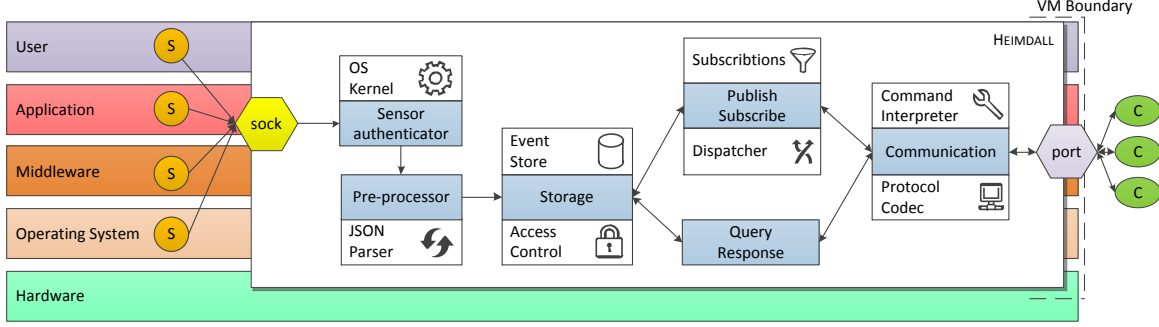 VM Boundary
User
S
HEIMDALL
OS
Kernel
Subscribtions
Application
S
sock
Sensor
authenticator
Publish
Subscribe
Command
Interpreter
C
Event
Store
Dispatcher
Communication
port
C
Middleware
S
Pre-processor
Storage
Protocol
Codec
C
Operating System
S
JSON
Parser
Access
Control
Query
Response
Hardware